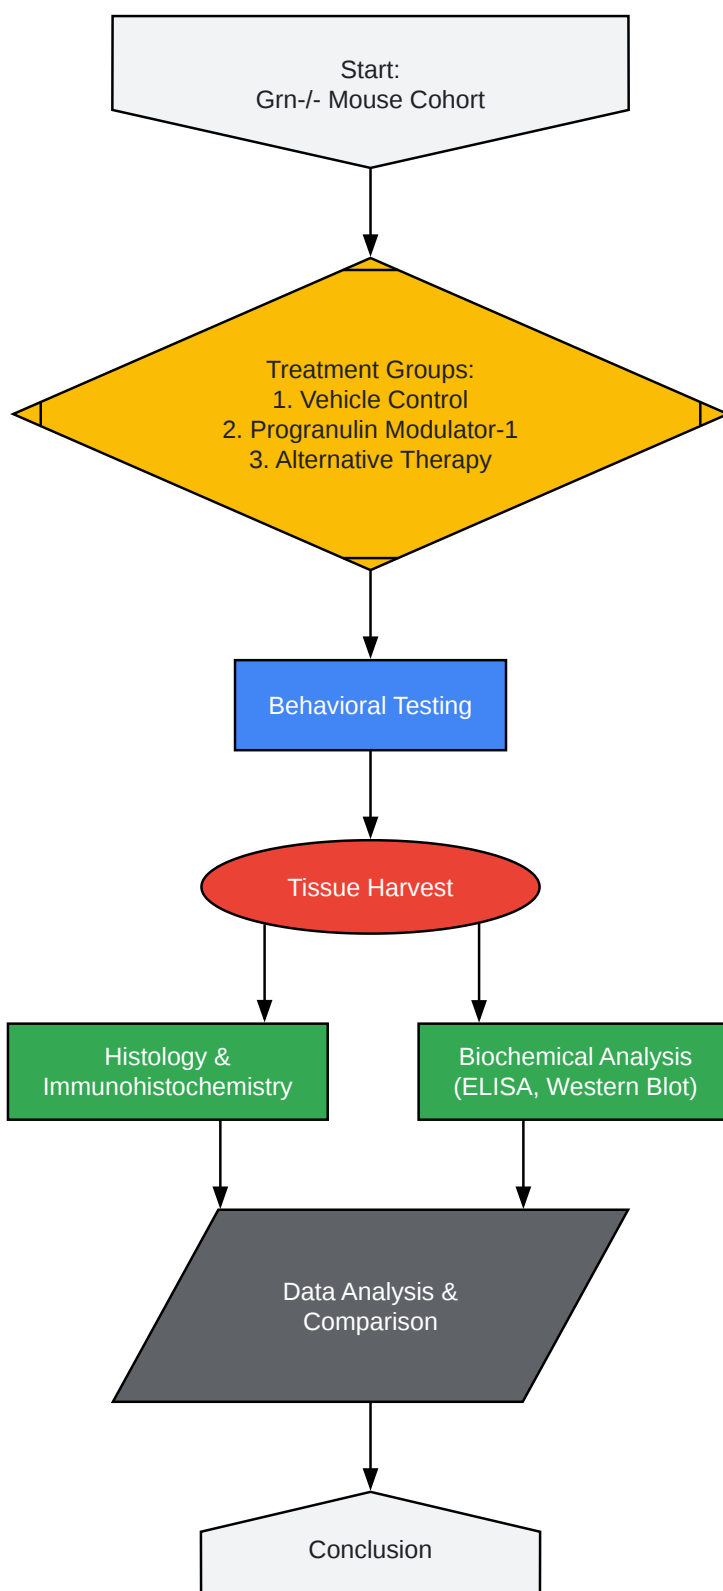 Start:
Grn-/- Mouse Cohort
Treatment Groups:
1. Vehicle Control
2. Progranulin Modulator-1
3. Alternative Therapy
Behavioral Testing
Tissue Harvest
Histology &
Immunohistochemistry
Biochemical Analysis
(ELISA, Western Blot)
Data Analysis &
Comparison
Conclusion